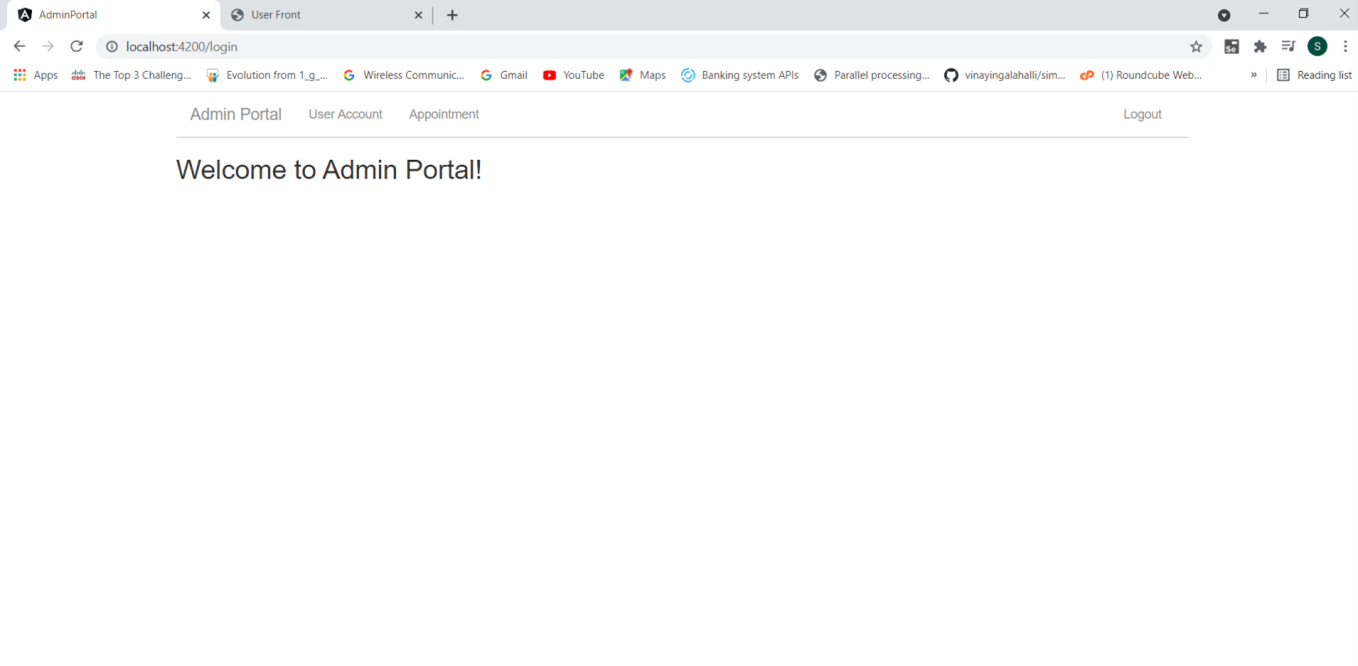 AdminPortal User Front
localhost:4200/login
Apps The Top 3 Challeng... Evolution from 1_g_... Wireless Communic... Gmail YouTube Maps Banking system APIs Parallel processing... vinayingalahalli/sim... (1) Roundcube Web... » Reading list
Admin Portal User Account Appointment Logout
Welcome to Admin Portal!